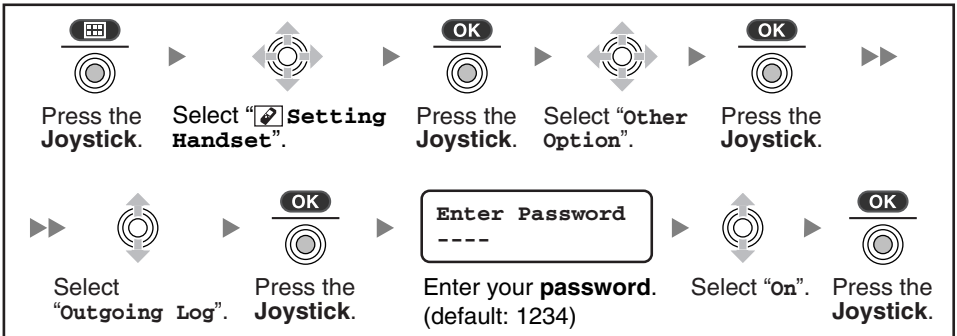 OK OK
Press the Select “Setting Press the Select “Other Press the
Joystick. Handset”. Joystick. Option”. Joystick.
OK Enter Password OK
----
Select Press the Enter your password. Select “On”. Press the
“Outgoing Log”. Joystick. (default: 1234) Joystick.